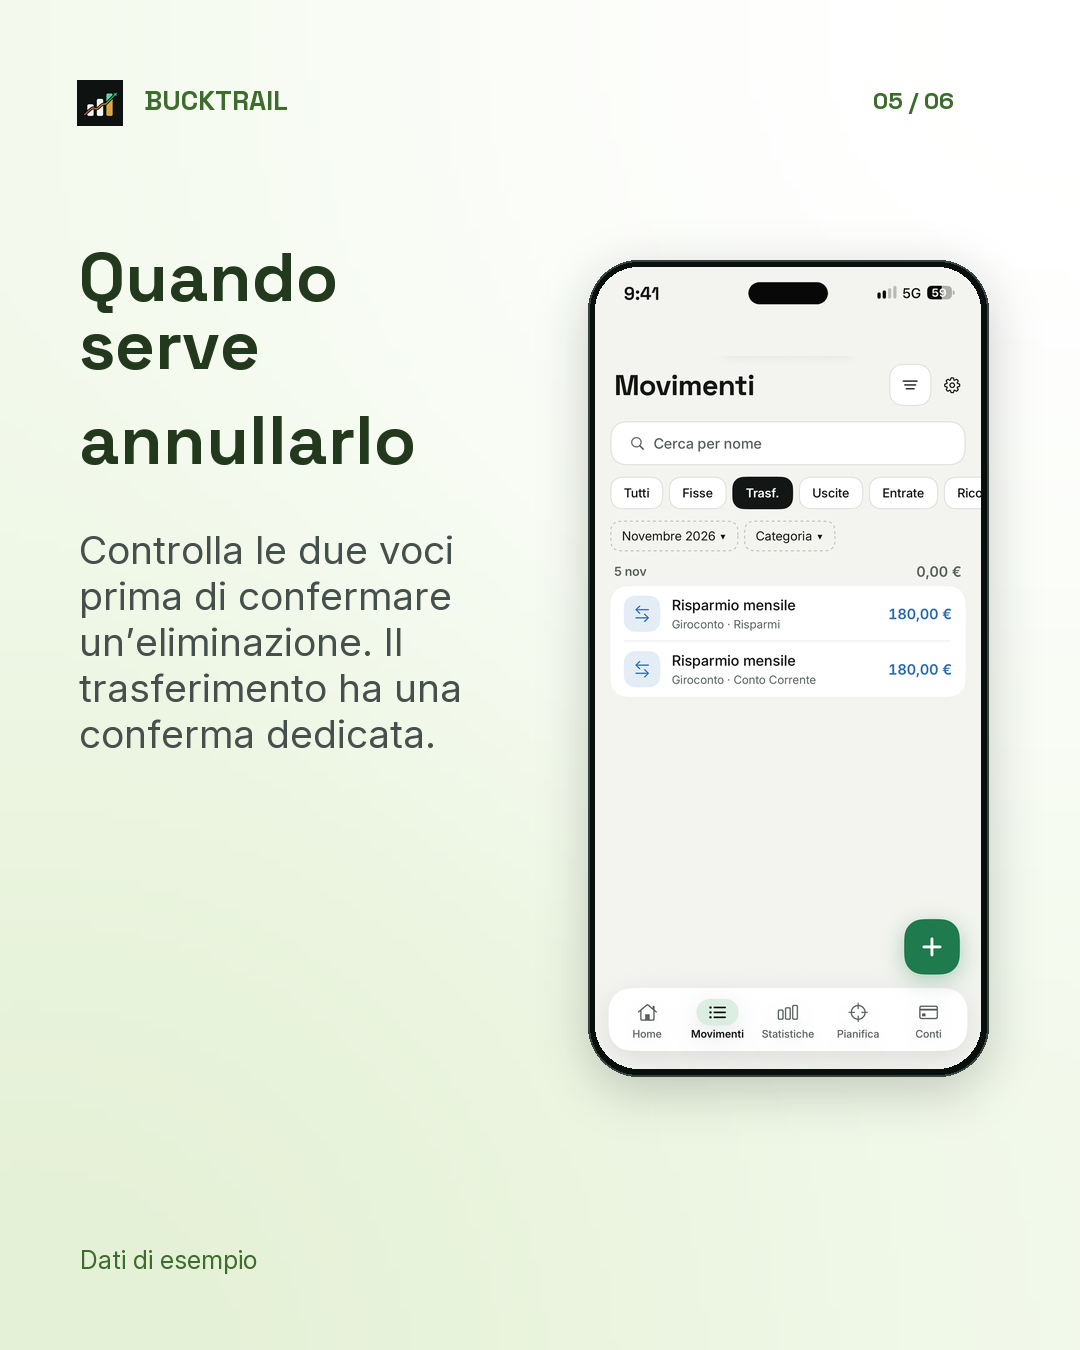 BUCKTRAIL
05 / 06
Quando
serve
annullarlo
Controlla le due voci
prima di confermare
un’eliminazione. Il
trasferimento ha una
conferma dedicata.
9:41
5G 59
Movimenti
Cerca per nome
Tutti Fisse Trasf. Uscite Entrate Rico
Novembre 2026 ▾ Categoria ▾
5 nov 0,00 €
Risparmio mensile
Giroconto · Risparmi
180,00 €
Risparmio mensile
Giroconto · Conto Corrente
180,00 €
Home Movimenti Statistiche Pianifica Conti
Dati di esempio